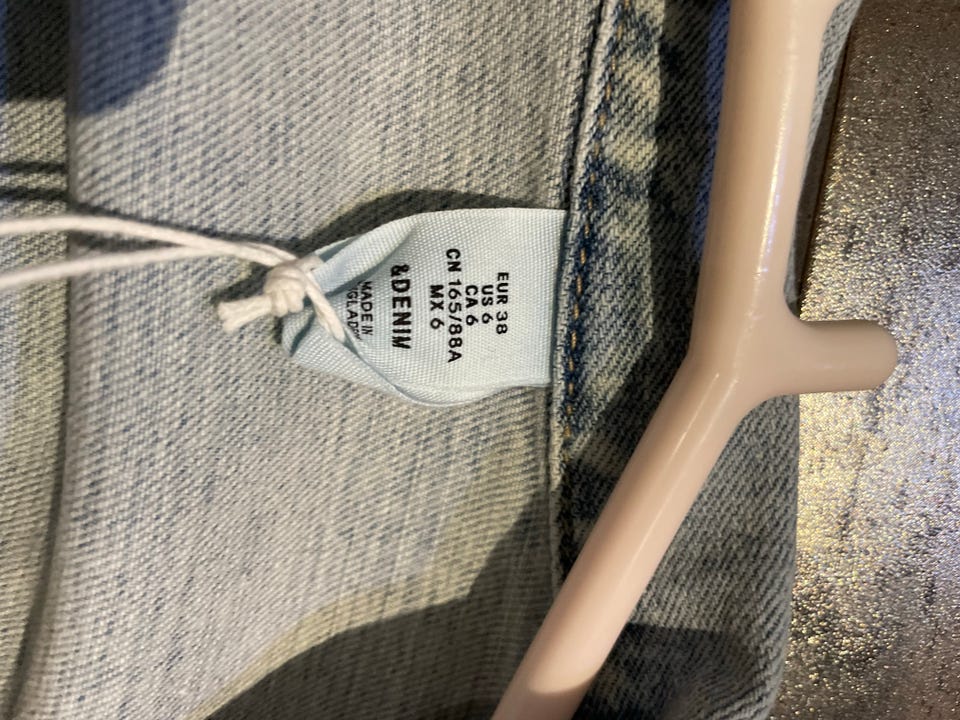 EUR 38
US 6
CA 6
CN 165/88A
MX 6
&DENIM
MADE IN